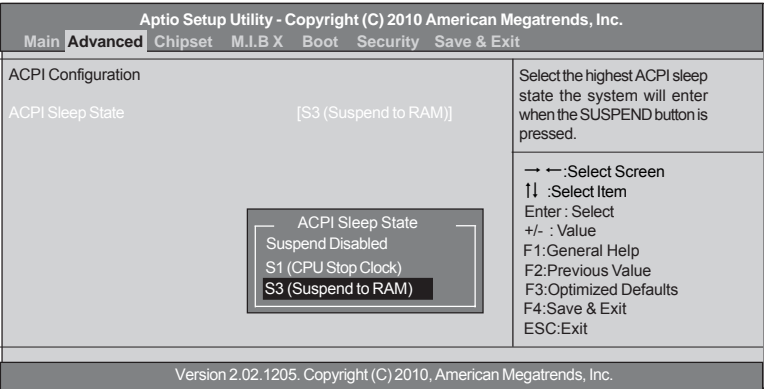 Aptio Setup Utility - Copyright (C) 2010 American Megatrends, Inc.
Main Advanced Chipset M.I.B X Boot Security Save & Exit
ACPI Configuration
ACPI Sleep State [S3 (Suspend to RAM)]
ACPI Sleep State
Suspend Disabled
S1 (CPU Stop Clock)
S3 (Suspend to RAM)
Select the highest ACPI sleep
state the system will enter
when the SUSPEND button is
pressed.
→ ←:Select Screen
↑↓ :Select Item
Enter : Select
+/- : Value
F1:General Help
F2:Previous Value
F3:Optimized Defaults
F4:Save & Exit
ESC:Exit
Version 2.02.1205. Copyright (C) 2010, American Megatrends, Inc.